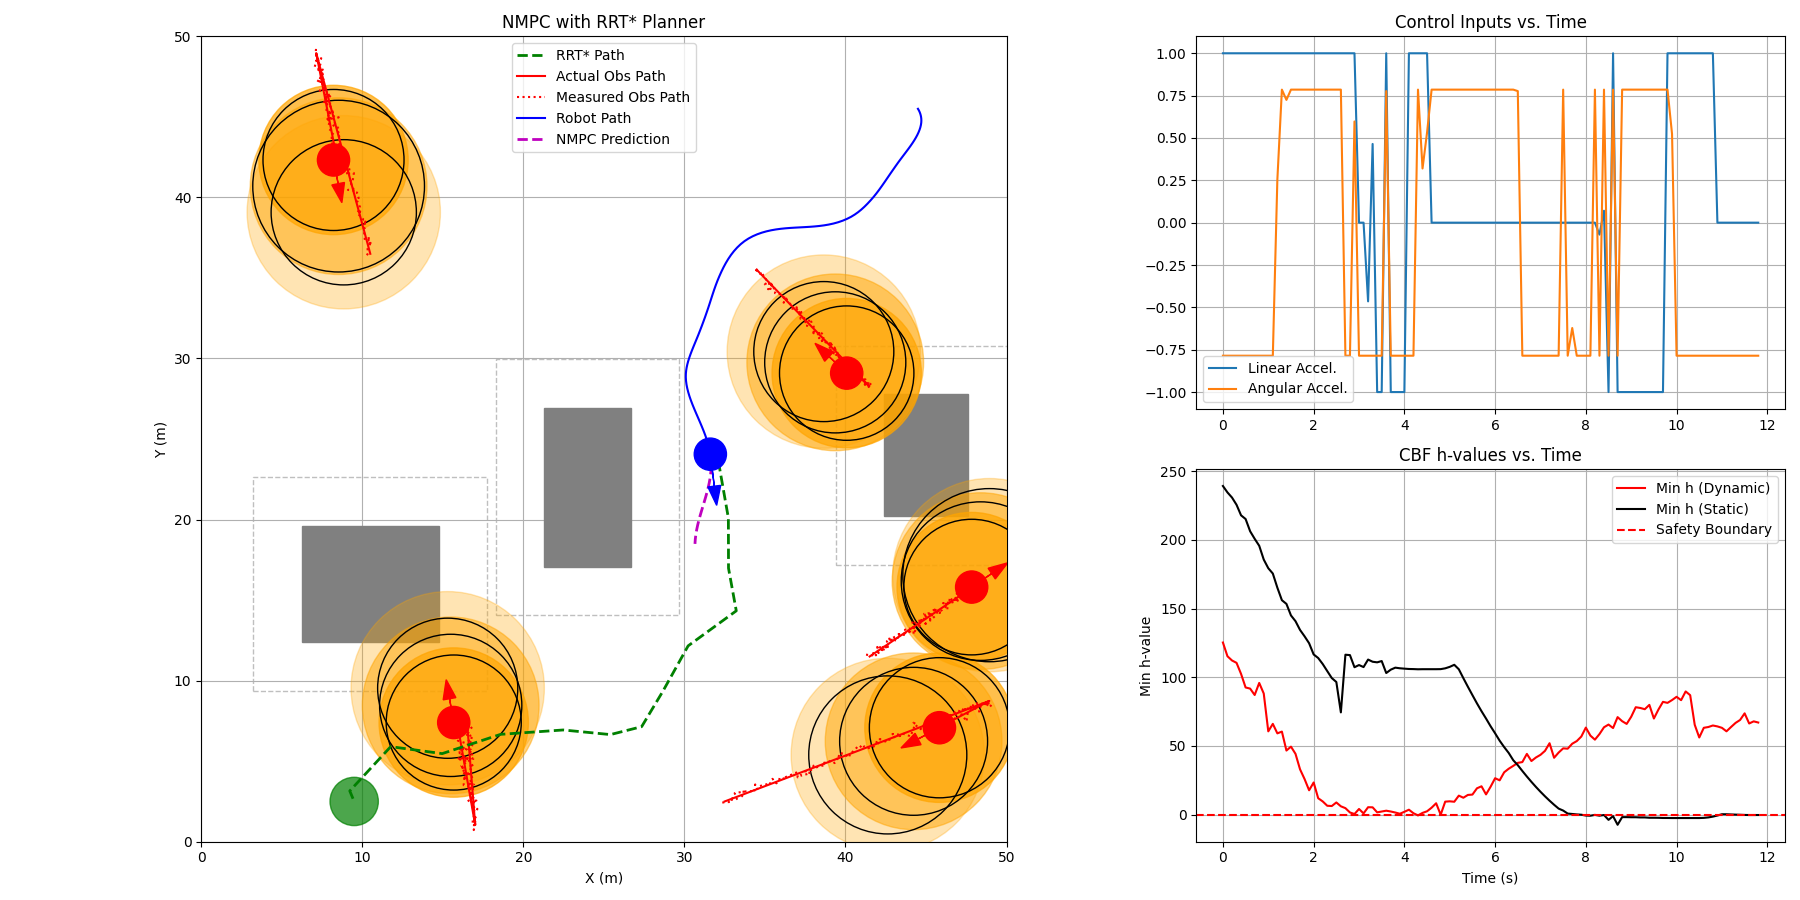 NMPC with RRT* Planner
RRT* Path
Actual Obs Path
Measured Obs Path
Robot Path
NMPC Prediction
50
40
30
20
10
0
0 10 20 30 40 50
Y (m)
X (m)
Control Inputs vs. Time
1.00
0.75
0.50
0.25
0.00
−0.25
−0.50
−0.75
−1.00
Linear Accel.
Angular Accel.
0 2 4 6 8 10 12
CBF h-values vs. Time
Min h (Dynamic)
Min h (Static)
Safety Boundary
250
200
150
100
50
0
Min h-value
0 2 4 6 8 10 12
Time (s)